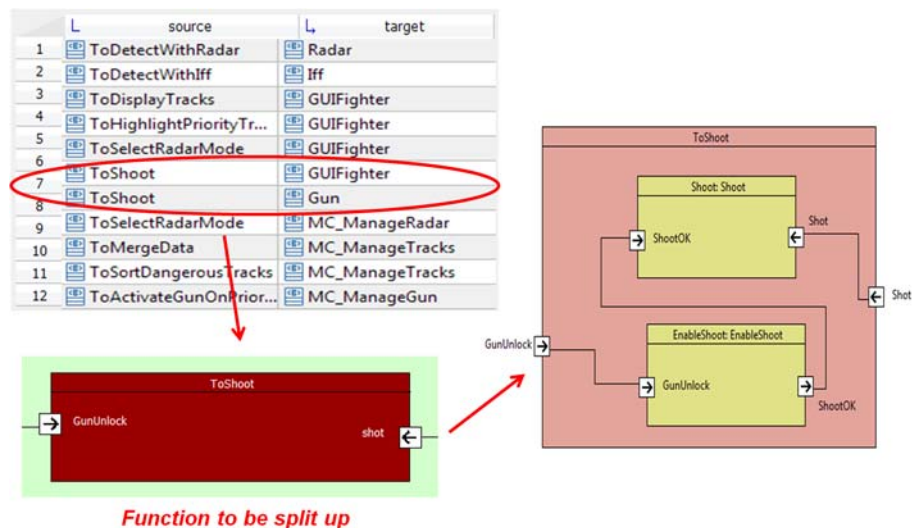 source target
1 ToDetectWithRadar Radar
2 ToDetectWithIff Iff
3 ToDisplayTracks GUIFighter
4 ToHighlightPriorityTr... GUIFighter
5 ToSelectRadarMode GUIFighter
6 ToShoot GUIFighter
7 ToShoot Gun
8 ToSelectRadarMode MC_ManageRadar
9 ToMergeData MC_ManageTracks
10 ToSortDangerousTracks MC_ManageTracks
11 ToActivateGunOnPrior... MC_ManageGun
12
ToShoot
GunUnlock
shot
Function to be split up
ToShoot
Shoot: Shoot
ShootOK
Shot
Shot
GunUnlock
EnableShoot: EnableShoot
GunUnlock
ShootOK